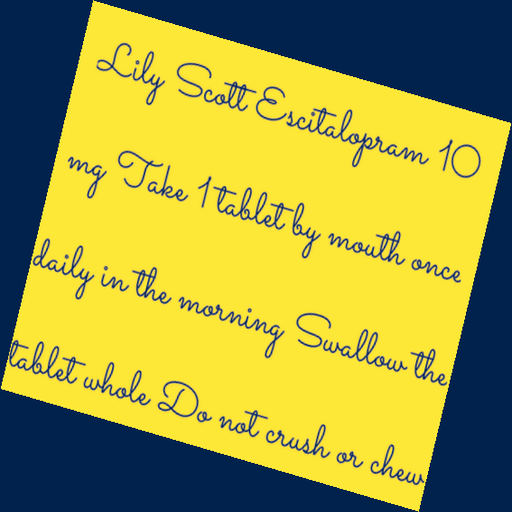 Lily Scott Escitalopram 10
mg Take 1 tablet by mouth once
daily in the morning Swallow the
tablet whole Do not crush or chew